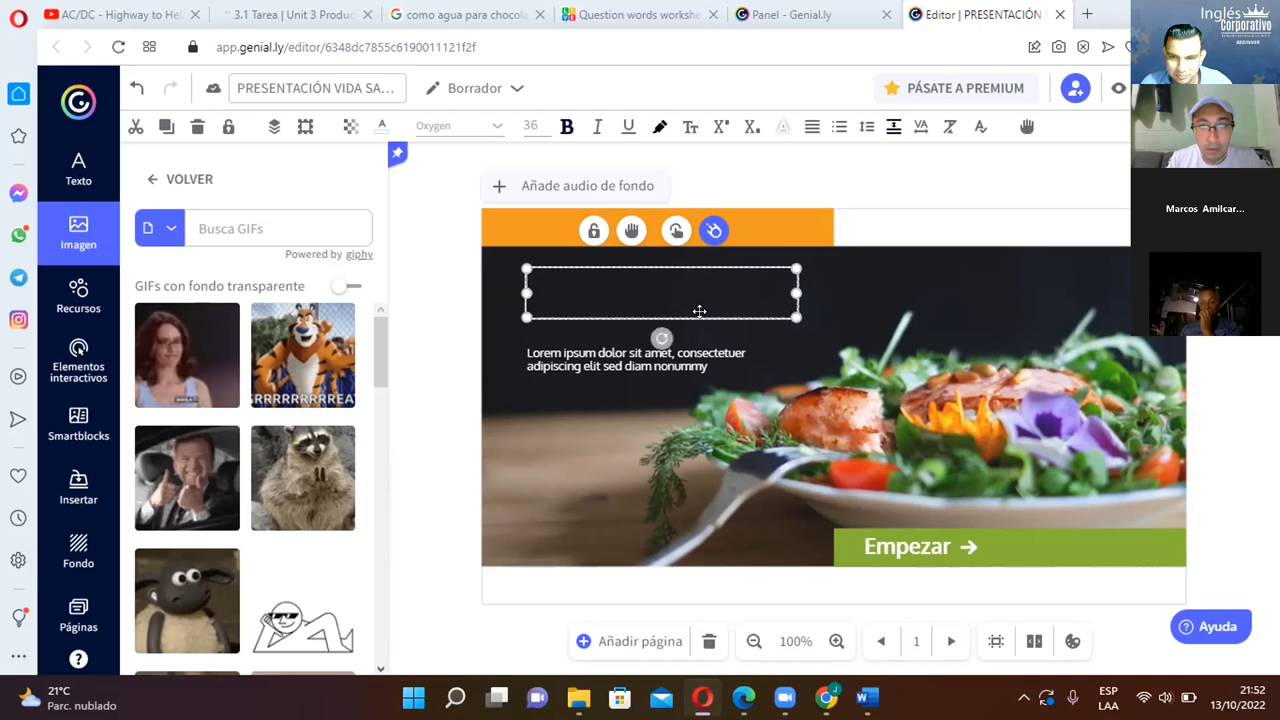 AC/DC - Highway to Hel
3.1 Tarea | Unit 3 Produc
como agua para chocola
Question words workshe
Panel - Genial.ly
Editor | PRESENTACIÓN V
app.genial.ly/editor/6348dc7855c6190001112 1f2f
PRESENTACIÓN VIDA SA...
Borrador
PÁSATE A PREMIUM
Oxygen
36
Texto
Imagen
Recursos
Elementos
interactivos
Smartblocks
Insertar
Fondo
Páginas
VOLVER
Busca GIFs
Powered by giphy
GIFs con fondo transparente
GRRRRRRREAT
Añade audio de fondo
Lorem ipsum dolor sit amet, consectetuer
adipiscing elit sed diam nonummy
Empezar
Añadir página
100%
1
Ayuda
Inglés
Corporativo
BEGINNER
Marcos Amilcar...
21°C
Parc. nublado
ESP
LAA
21:52
13/10/2022